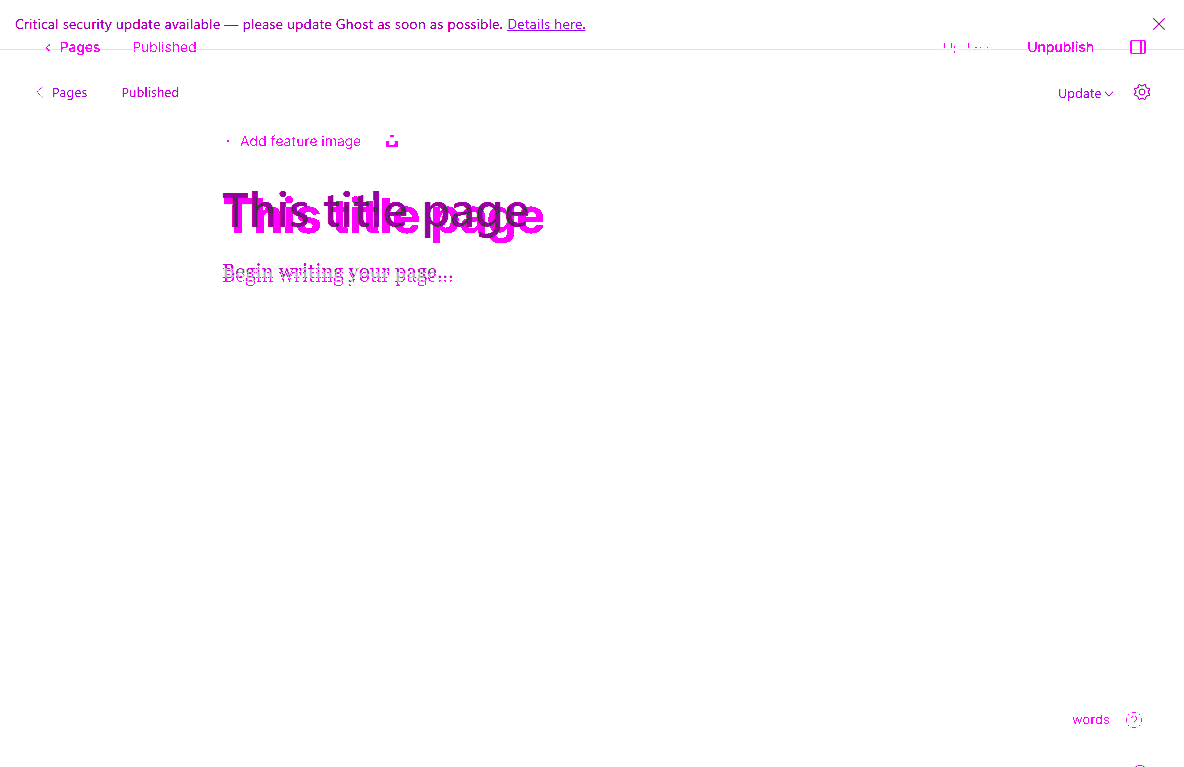 Critical security update available — please update Ghost as soon as possible. Details here.
Pages Published Unpublish
Pages Published Update
Add feature image
This title page
Begin writing your page...
words